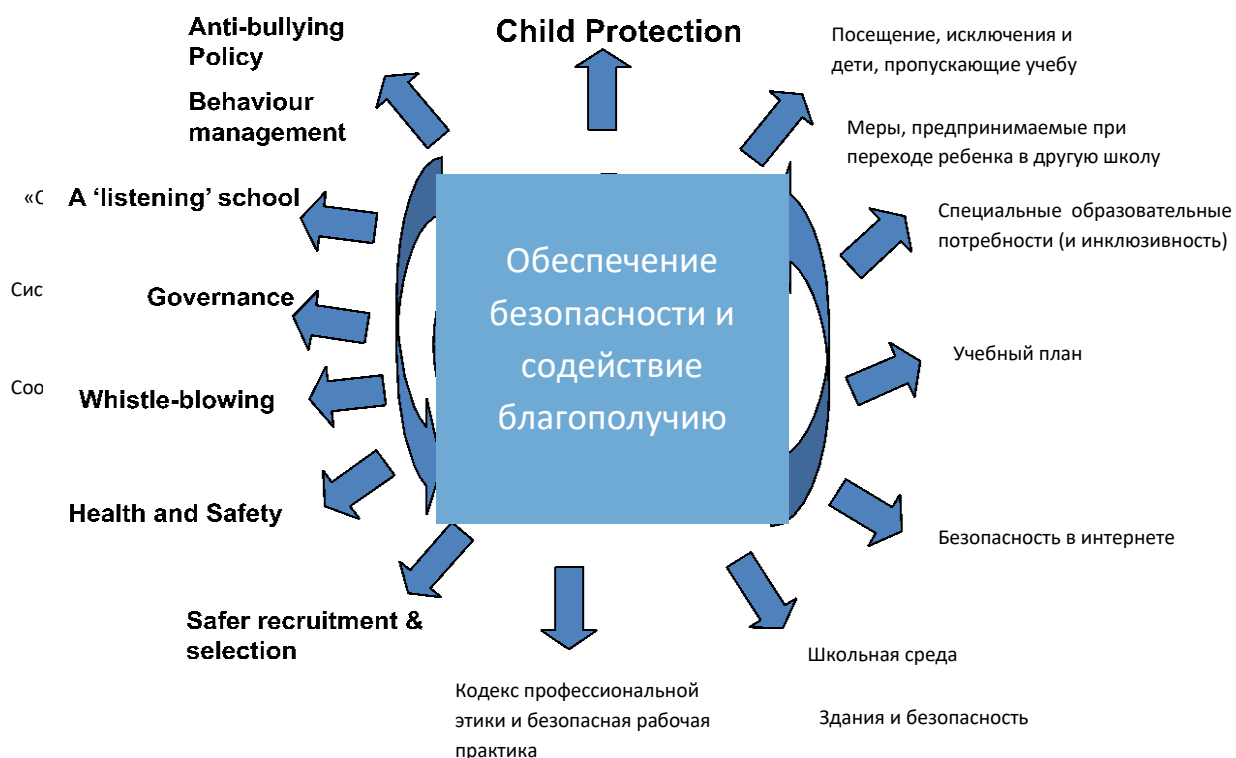 Anti-bullying
Policy
Behaviour
management
Child Protection
Посещение, исключения и
дети, пропускающие учебу
Меры, предпринимаемые при
переходе ребенка в другую школу
A ‘listening’ school
Специальные образовательные
потребности (и инклюзивность)
Обеспечение
безопасности и
содействие
благополучию
Governance
Учебный план
Whistle-blowing
Health and Safety
Безопасность в интернете
Safer recruitment &
selection
Школьная среда
Кодекс профессиональной
этики и безопасная рабочая
практика
Здания и безопасность